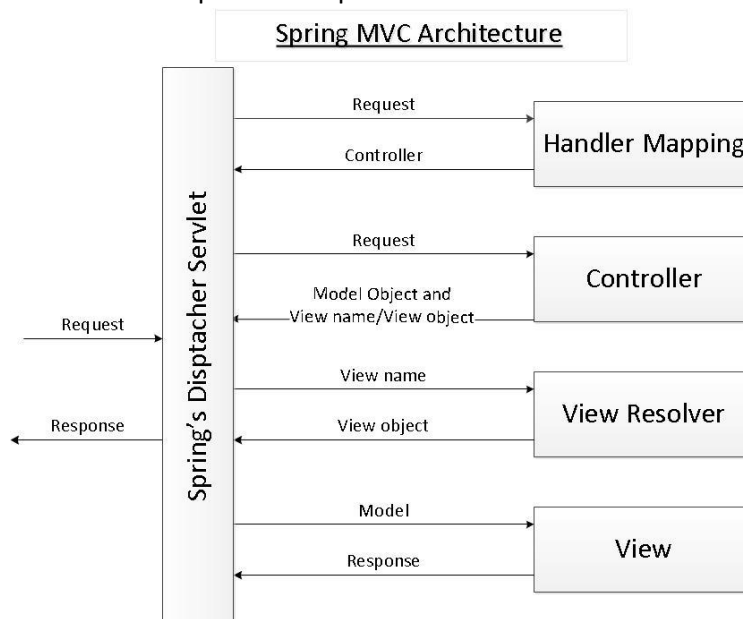 Spring MVC Architecture
Request
Handler Mapping
Controller
Request
Controller
Model Object and
View name/View object
Request
Spring's Disptacher Servlet
View name
View Resolver
View object
Response
Model
View
Response